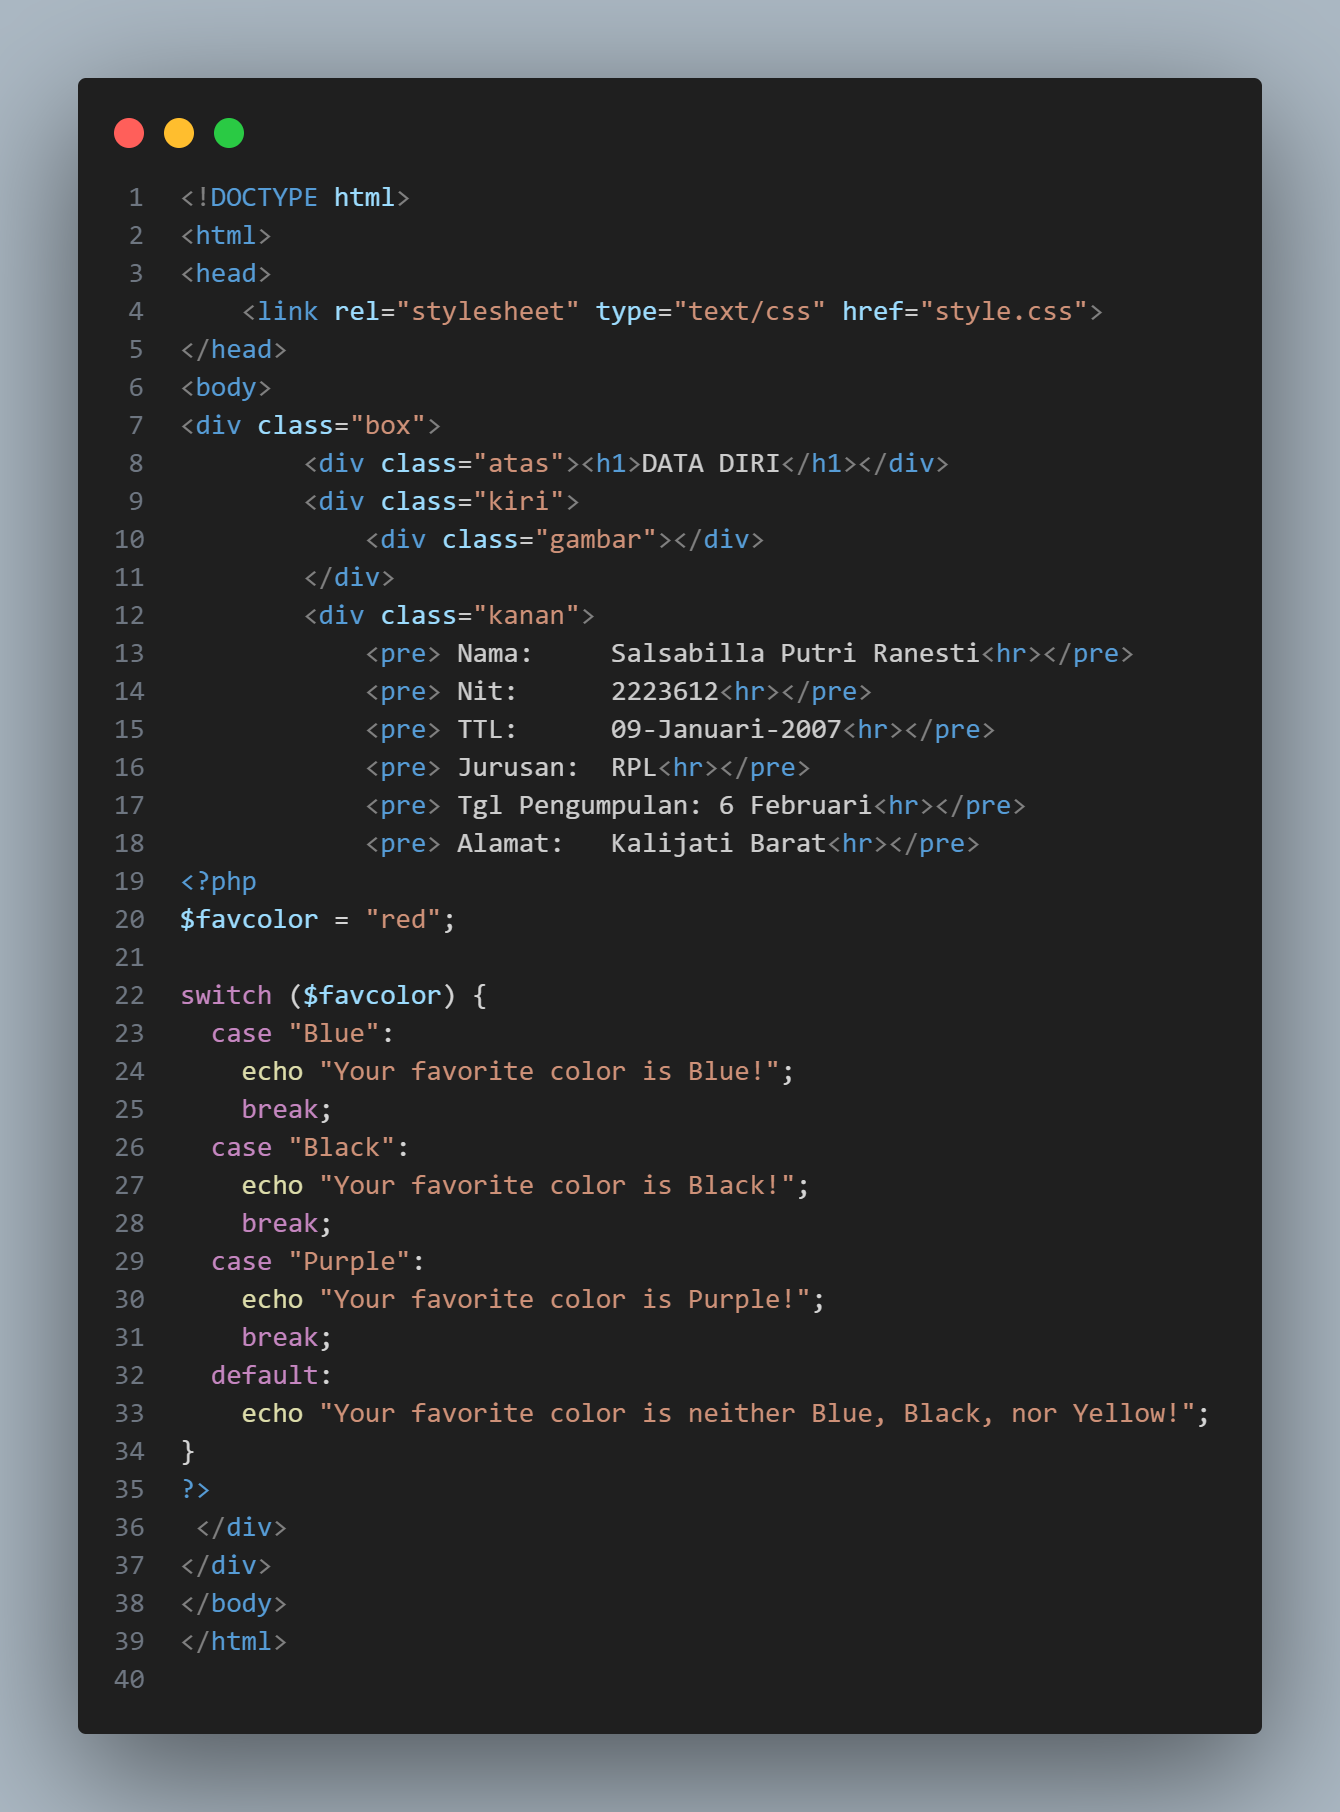 1 <!DOCTYPE html>
2 <html>
3 <head>
4     <link rel="stylesheet" type="text/css" href="style.css">
5 </head>
6 <body>
7 <div class="box">
8         <div class="atas"><h1>DATA DIRI</h1></div>
9         <div class="kiri">
10             <div class="gambar"></div>
11         </div>
12         <div class="kanan">
13             <pre> Nama:     Salsabilla Putri Ranesti<hr></pre>
14             <pre> Nit:      2223612<hr></pre>
15             <pre> TTL:      09-Januari-2007<hr></pre>
16             <pre> Jurusan:  RPL<hr></pre>
17             <pre> Tgl Pengumpulan: 6 Februari<hr></pre>
18             <pre> Alamat:   Kalijati Barat<hr></pre>
19 <?php
20 $favcolor = "red";
21
22 switch ($favcolor) {
23   case "Blue":
24     echo "Your favorite color is Blue!";
25     break;
26   case "Black":
27     echo "Your favorite color is Black!";
28     break;
29   case "Purple":
30     echo "Your favorite color is Purple!";
31     break;
32   default:
33     echo "Your favorite color is neither Blue, Black, nor Yellow!";
34 }
35 ?>
36  </div>
37 </div>
38 </body>
39 </html>
40